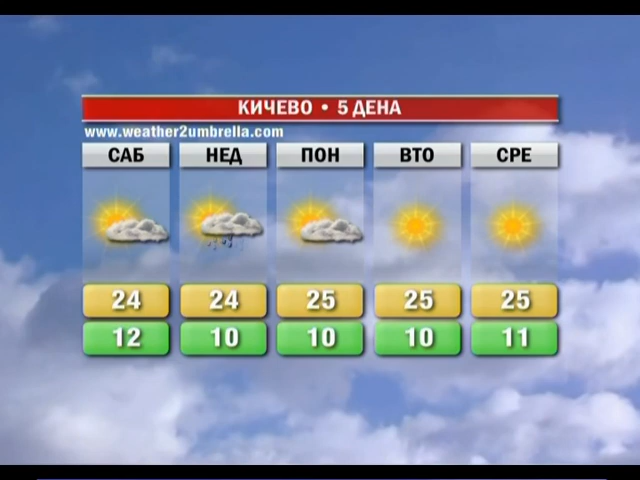 КИЧЕВО • 5 ДЕНА
www.weather2umbrella.com
САБ НЕД ПОН ВТО СРЕ
24 24 25 25 25
12 10 10 10 11